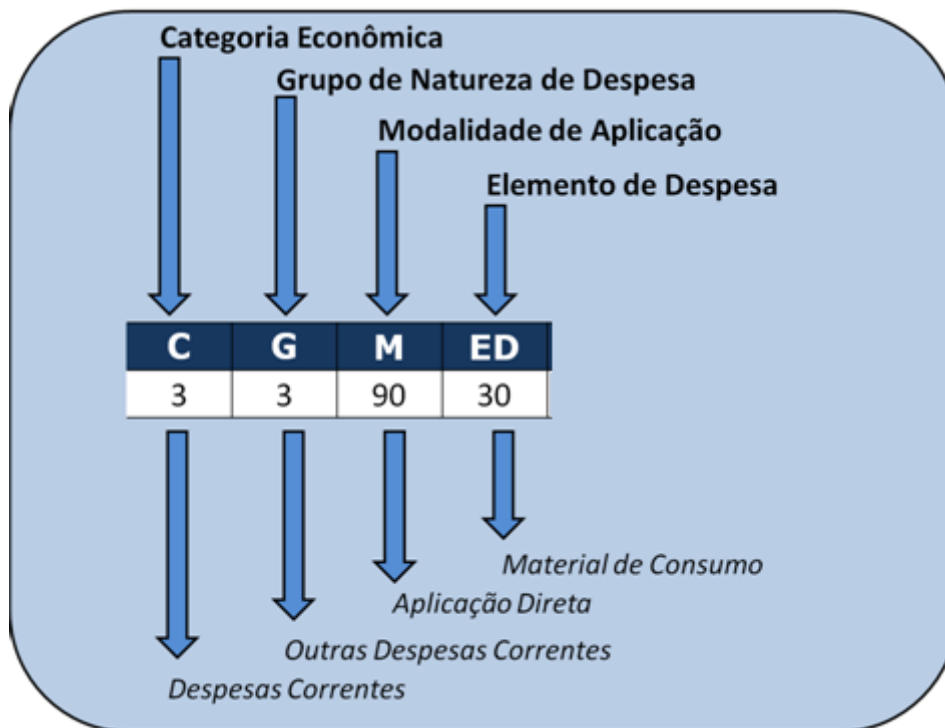 Categoria Econômica
Grupo de Natureza de Despesa
Modalidade de Aplicação
Elemento de Despesa
C G M ED
3 3 90 30
Material de Consumo
Aplicação Direta
Outras Despesas Correntes
Despesas Correntes